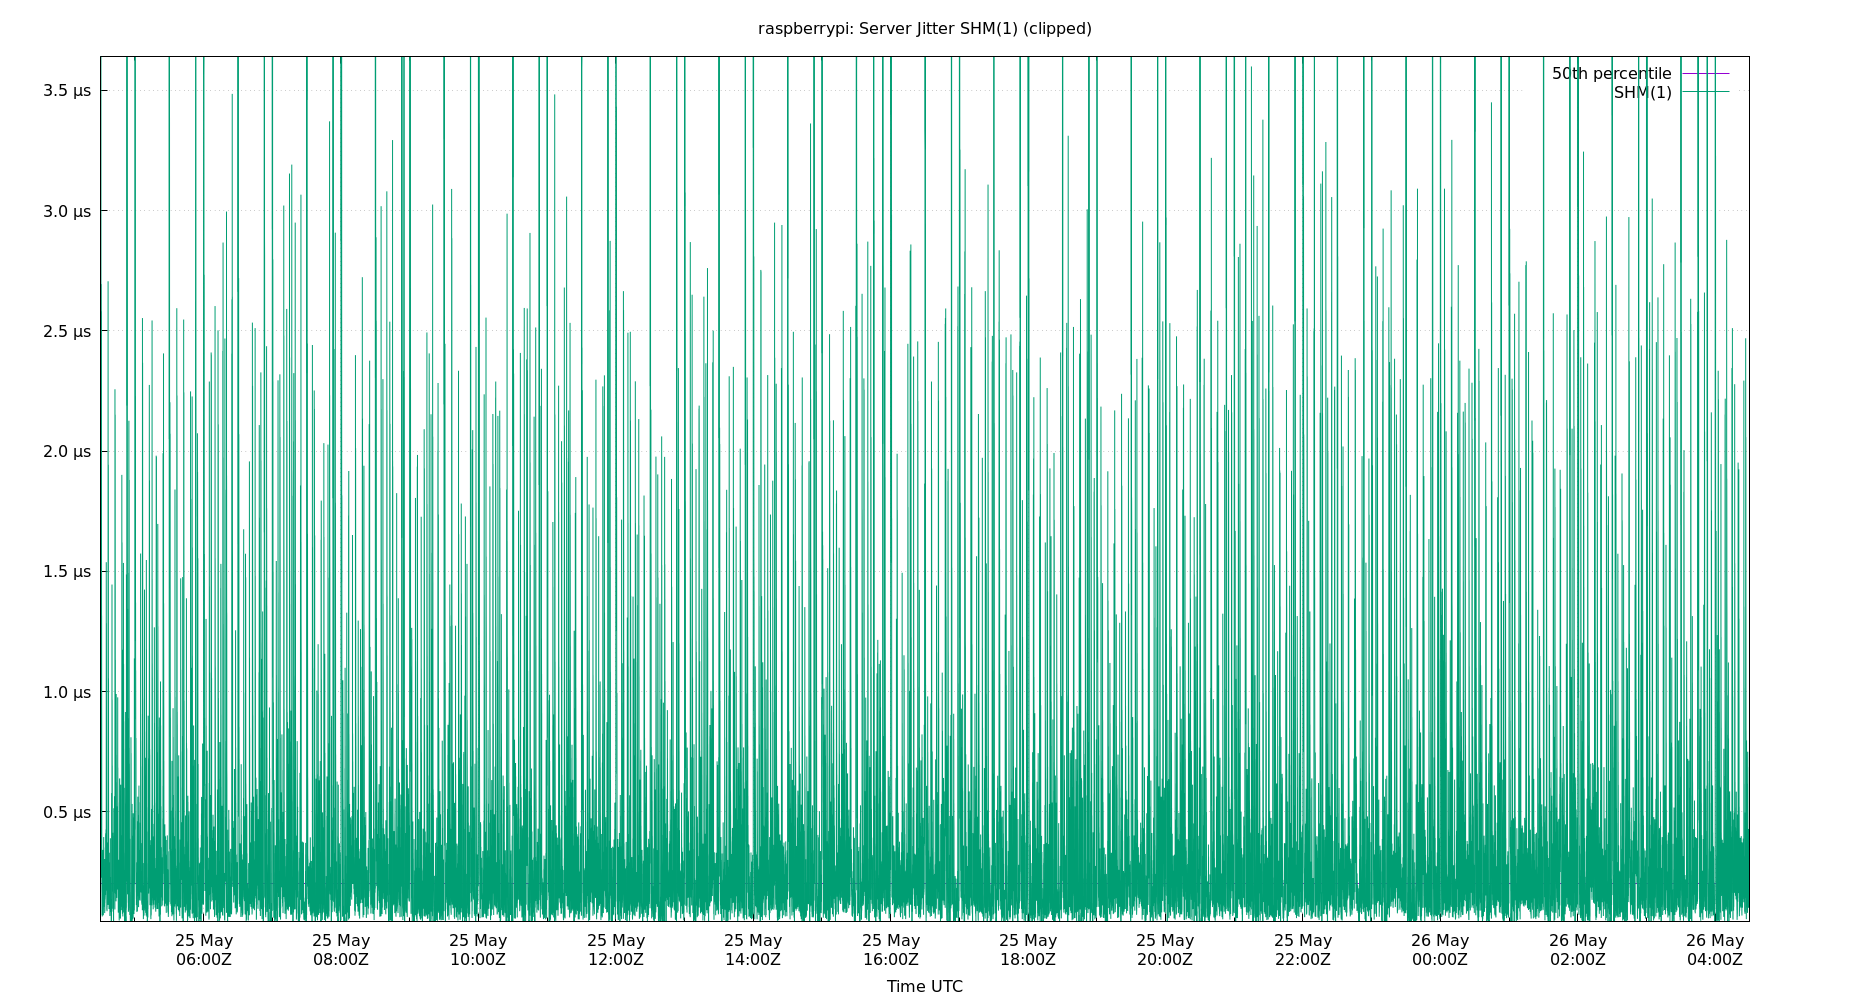 raspberrypi: Server Jitter SHM(1) (clipped)
50th percentile
SHM(1)
3.5 µs
3.0 µs
2.5 µs
2.0 µs
1.5 µs
1.0 µs
0.5 µs
25 May 25 May 25 May 25 May 25 May 25 May 25 May 25 May 25 May 26 May 26 May 26 May
06:00Z 08:00Z 10:00Z 12:00Z 14:00Z 16:00Z 18:00Z 20:00Z 22:00Z 00:00Z 02:00Z 04:00Z
Time UTC